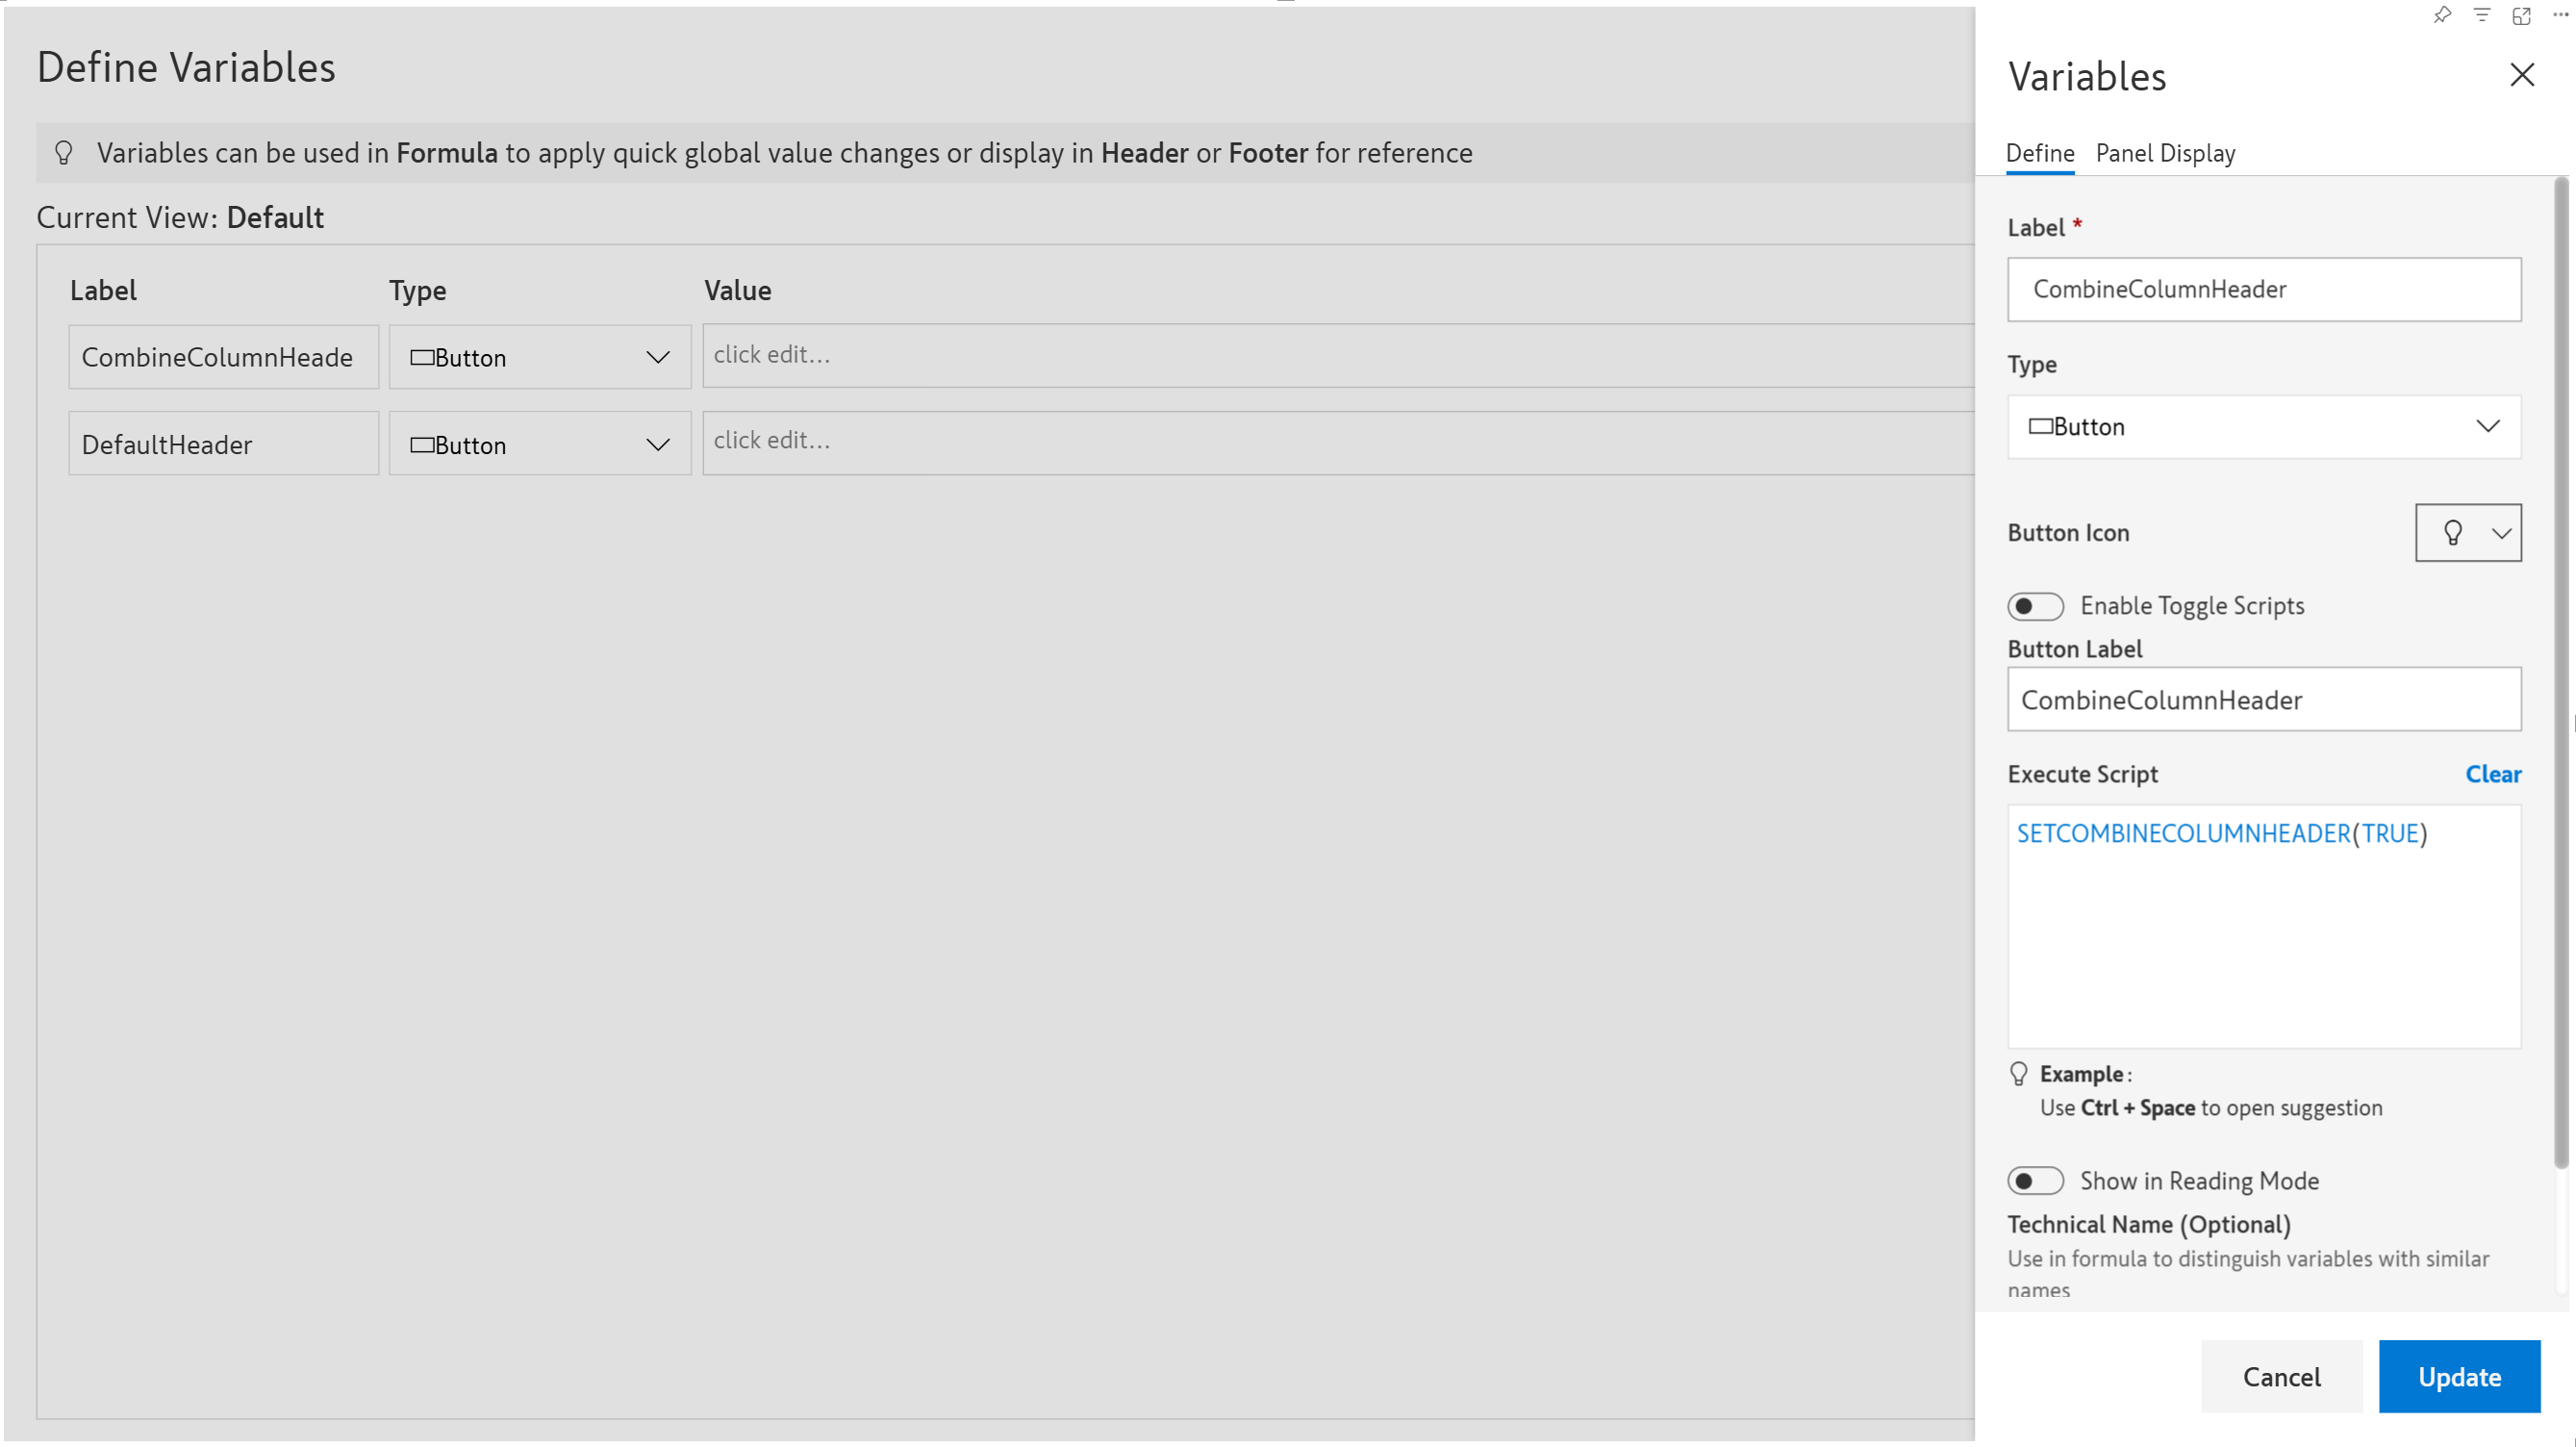 Define Variables
Variables can be used in Formula to apply quick global value changes or display in Header or Footer for reference
Current View: Default
Label Type Value
CombineColumnHeade Button click edit...
DefaultHeader Button click edit...
Variables
Define Panel Display
Label *
CombineColumnHeader
Type
Button
Button Icon
Enable Toggle Scripts
Button Label
CombineColumnHeader
Execute Script Clear
SETCOMBINECOLUMNHEADER(TRUE)
Example:
Use Ctrl + Space to open suggestion
Show in Reading Mode
Technical Name (Optional)
Use in formula to distinguish variables with similar
names
Cancel Update